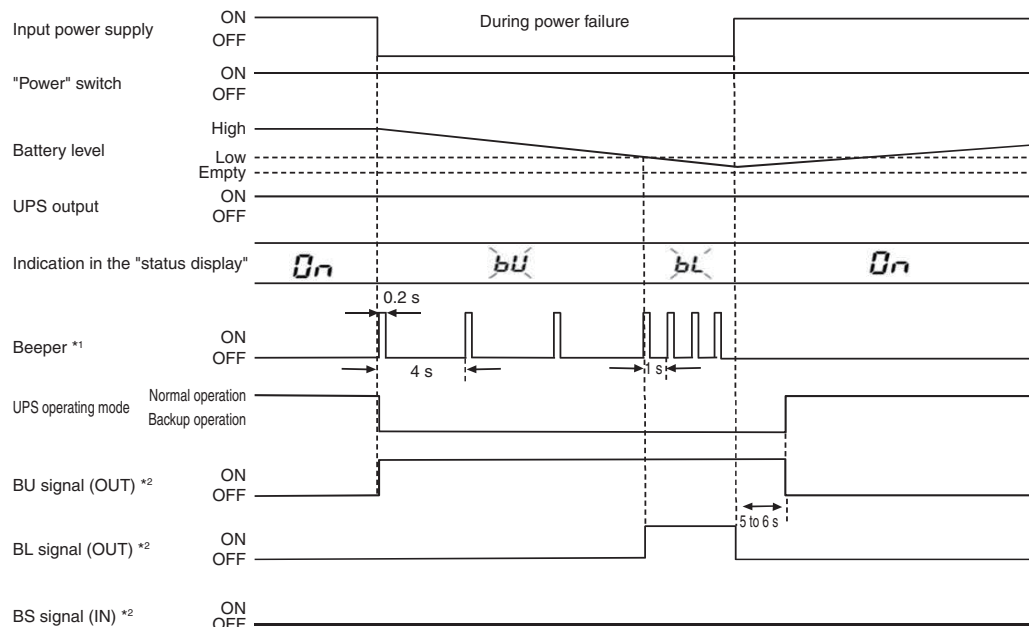 Input power supply ON OFF During power failure
"Power" switch ON OFF
Battery level High Low Empty
UPS output ON OFF
Indication in the "status display" On bU bL On
0.2 s
Beeper *1 ON OFF
4 s 1 s
UPS operating mode Normal operation Backup operation
BU signal (OUT) *2 ON OFF
5 to 6 s
BL signal (OUT) *2 ON OFF
BS signal (IN) *2 ON OFF